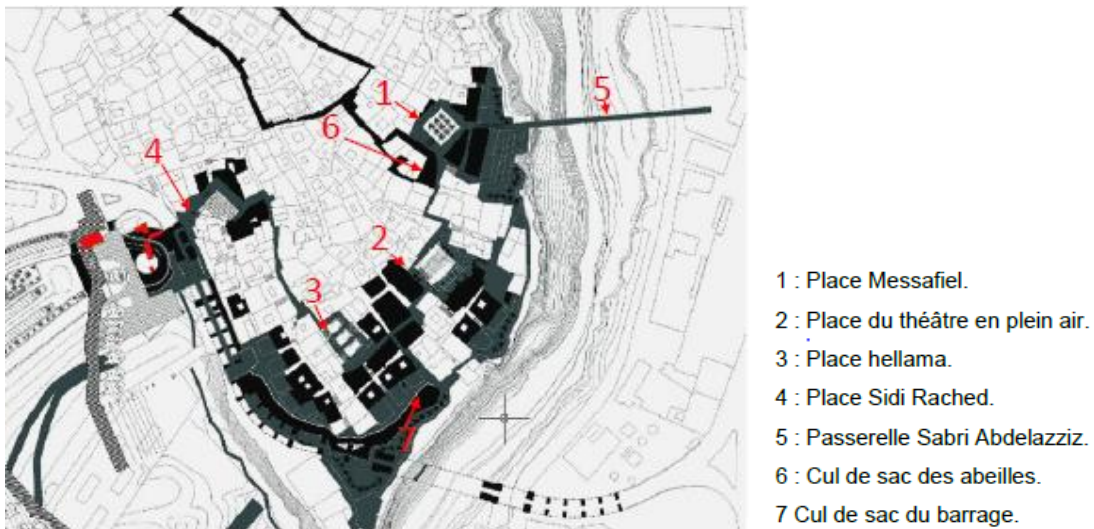 1
5
6
4
2
3
7
1 : Place Messafiel.
2 : Place du théâtre en plein air.
3 : Place hellama.
4 : Place Sidi Rached.
5 : Passerelle Sabri Abdelazziz.
6 : Cul de sac des abeilles.
7 Cul de sac du barrage.